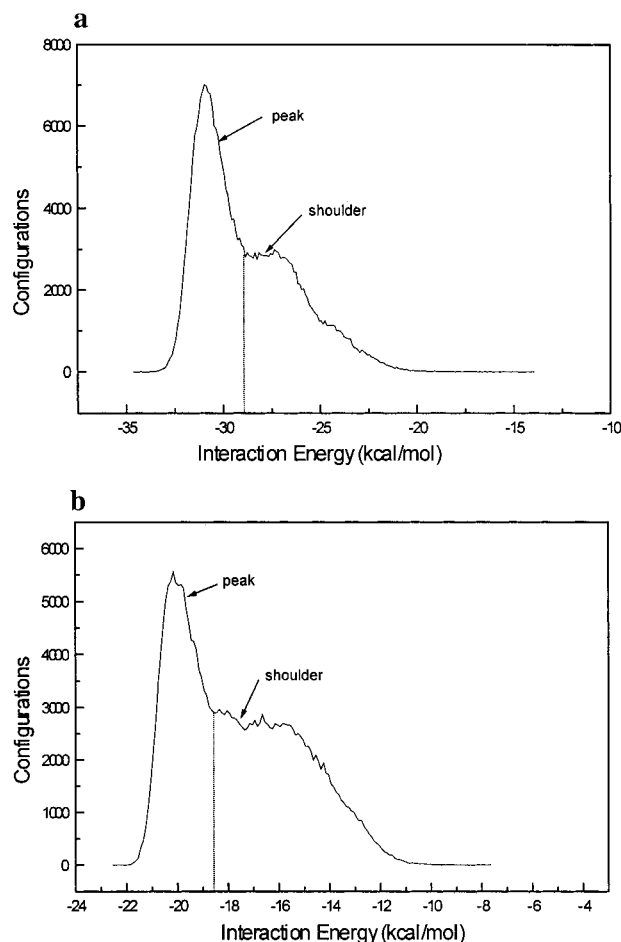 a
8000
6000
4000
2000
0
peak
shoulder
Configurations
-35 -30 -25 -20 -15 -10
Interaction Energy (kcal/mol)
b
6000
5000
4000
3000
2000
1000
0
peak
shoulder
Configurations
-24 -22 -20 -18 -16 -14 -12 -10 -8 -6 -4
Interaction Energy (kcal/mol)